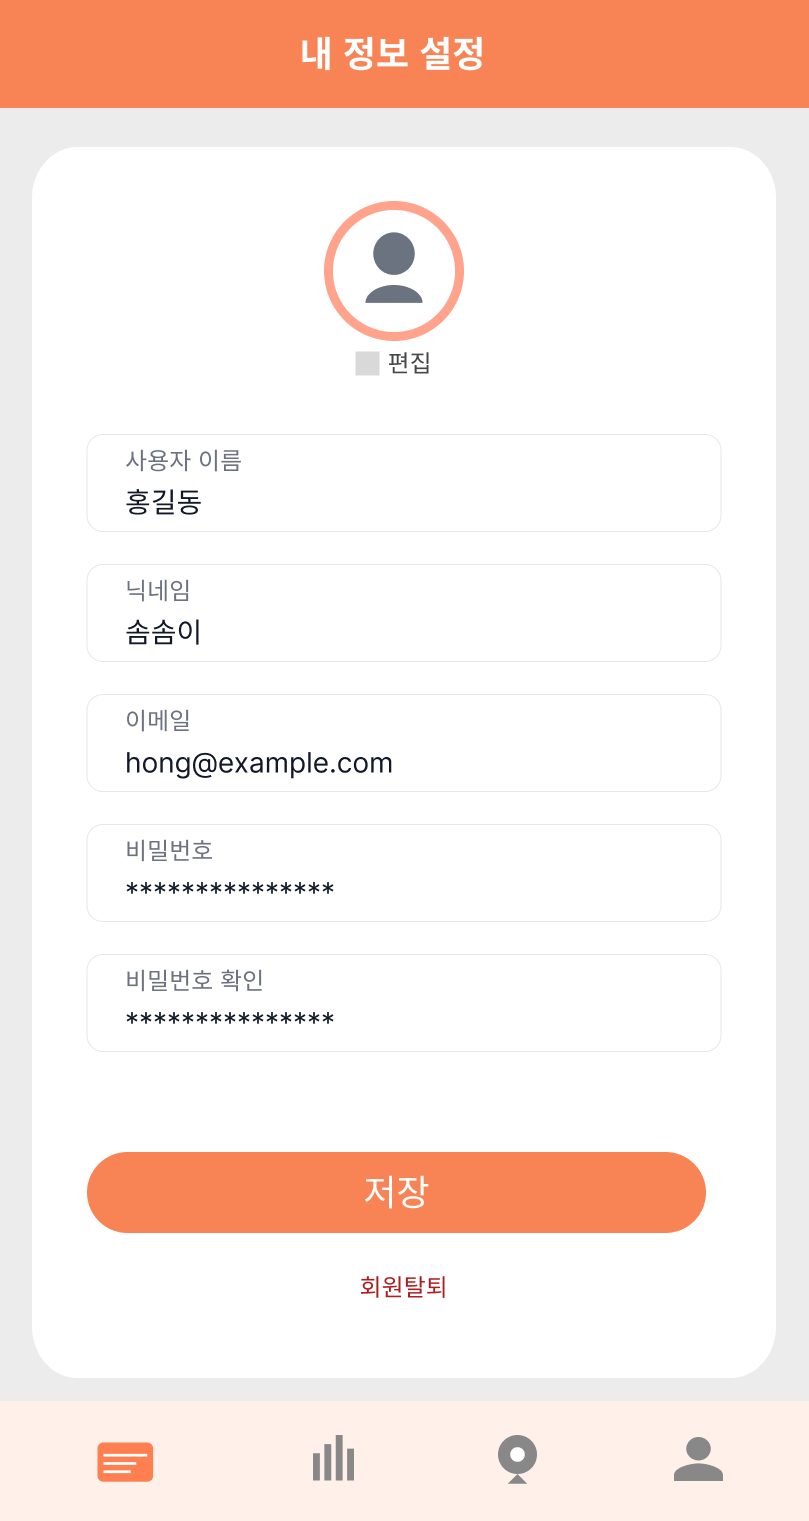 내 정보 설정
편집
사용자 이름
홍길동
닉네임
솜솜이
이메일
hong@example.com
비밀번호
***************
비밀번호 확인
***************
저장
회원탈퇴